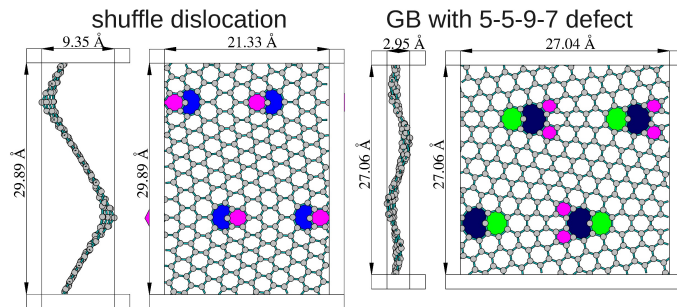 shuffle dislocation
GB with 5-5-9-7 defect
9.35 Å
21.33 Å
2.95 Å
27.04 Å
29.89 Å
29.89 Å
27.06 Å
27.06 Å